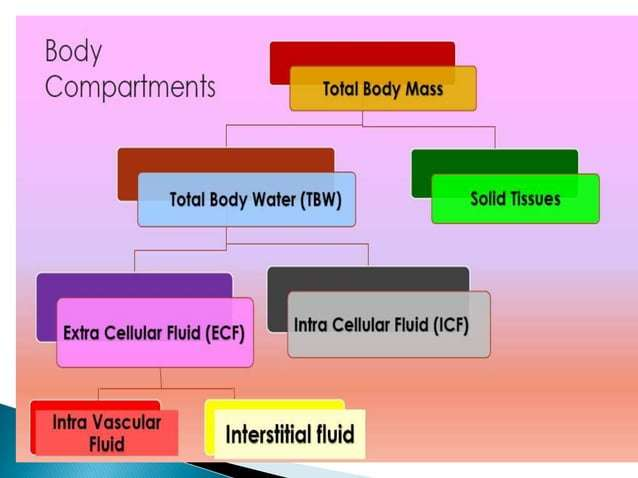 Body
Compartments
Total Body Mass
Total Body Water (TBW)
Solid Tissues
Extra Cellular Fluid (ECF)
Intra Cellular Fluid (ICF)
Intra Vascular
Fluid
Interstitial fluid